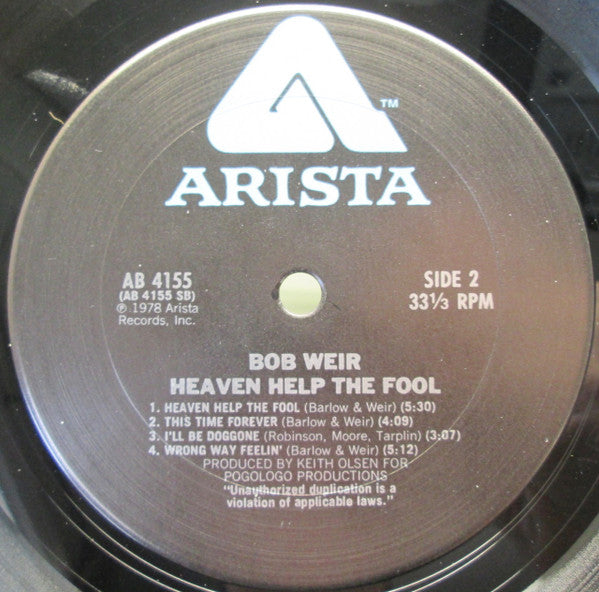 ™
ARISTA
AB 4155
(AB 4155 SB)
℗ 1978 Arista
Records, Inc.
SIDE 2
33⅓ RPM
BOB WEIR
HEAVEN HELP THE FOOL
1. HEAVEN HELP THE FOOL (Barlow & Weir) (5:30)
2. THIS TIME FOREVER (Barlow & Weir) (4:09)
3. I'LL BE DOGGONE (Robinson, Moore, Tarplin) (3:07)
4. WRONG WAY FEELIN' (Barlow & Weir) (5:12)
PRODUCED BY KEITH OLSEN FOR
POGOLOGO PRODUCTIONS
"Unauthorized duplication is a
violation of applicable laws."